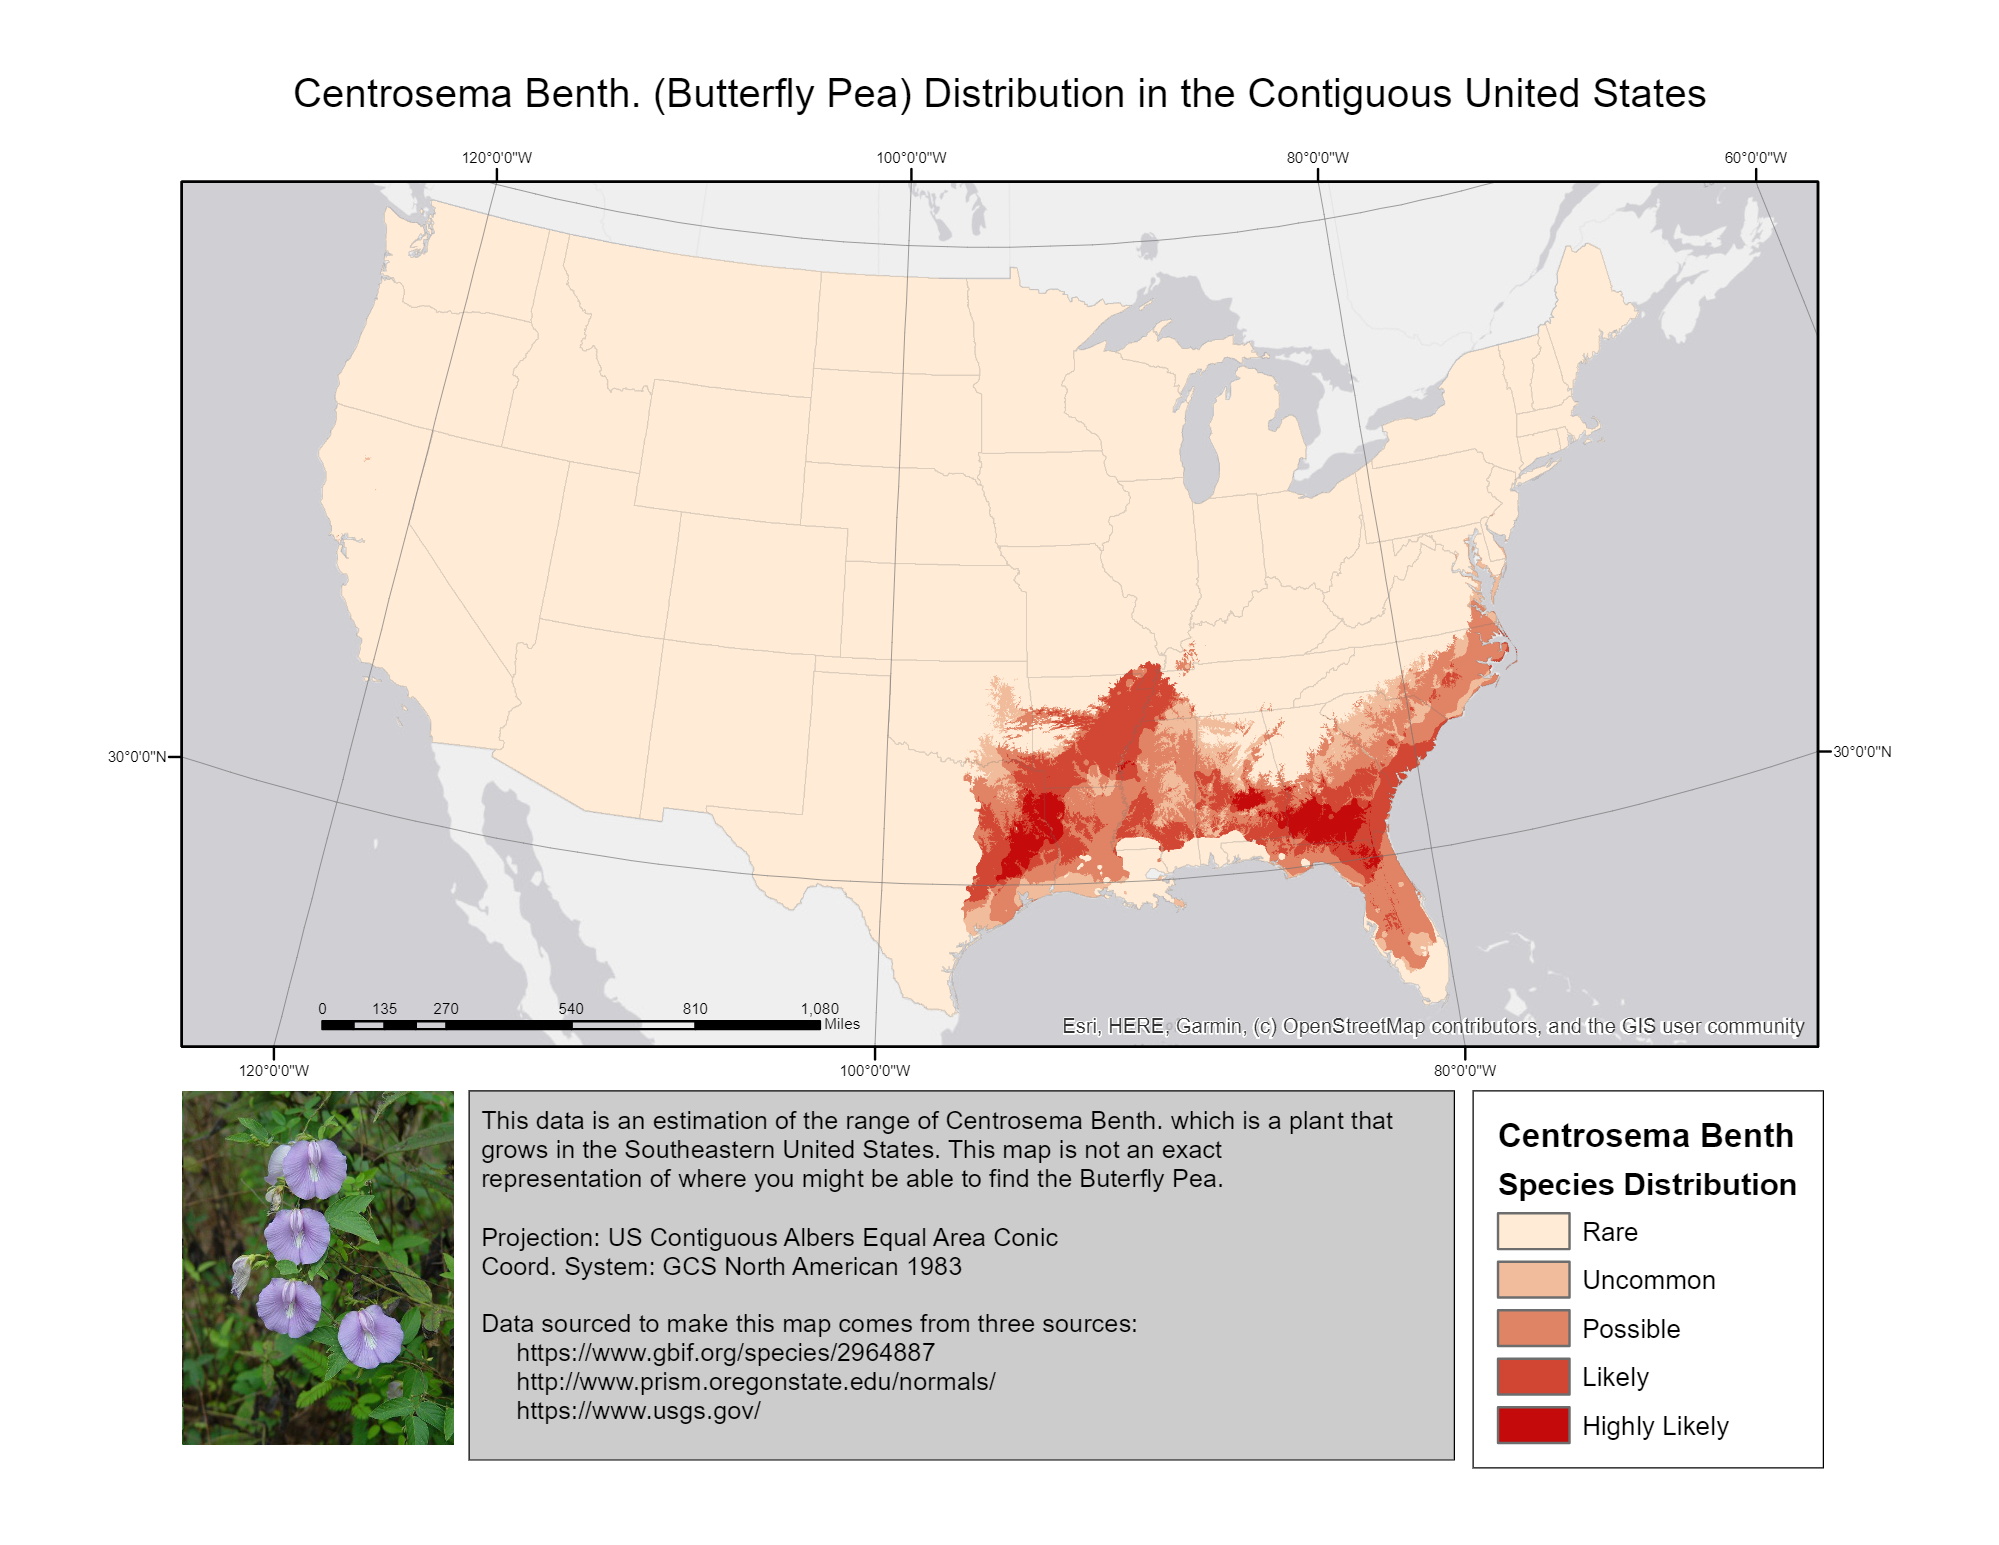 Centrosema Benth. (Butterfly Pea) Distribution in the Contiguous United States
120°0'0"W
100°0'0"W
80°0'0"W
60°0'0"W
30°0'0"N
30°0'0"N
0
135
270
540
810
1,080
Miles
Esri, HERE, Garmin, (c) OpenStreetMap contributors, and the GIS user community
120°0'0"W
100°0'0"W
80°0'0"W
This data is an estimation of the range of Centrosema Benth. which is a plant that
grows in the Southeastern United States. This map is not an exact
representation of where you might be able to find the Buterfly Pea.
Projection: US Contiguous Albers Equal Area Conic
Coord. System: GCS North American 1983
Data sourced to make this map comes from three sources:
https://www.gbif.org/species/2964887
http://www.prism.oregonstate.edu/normals/
https://www.usgs.gov/
Centrosema Benth
Species Distribution
Rare
Uncommon
Possible
Likely
Highly Likely